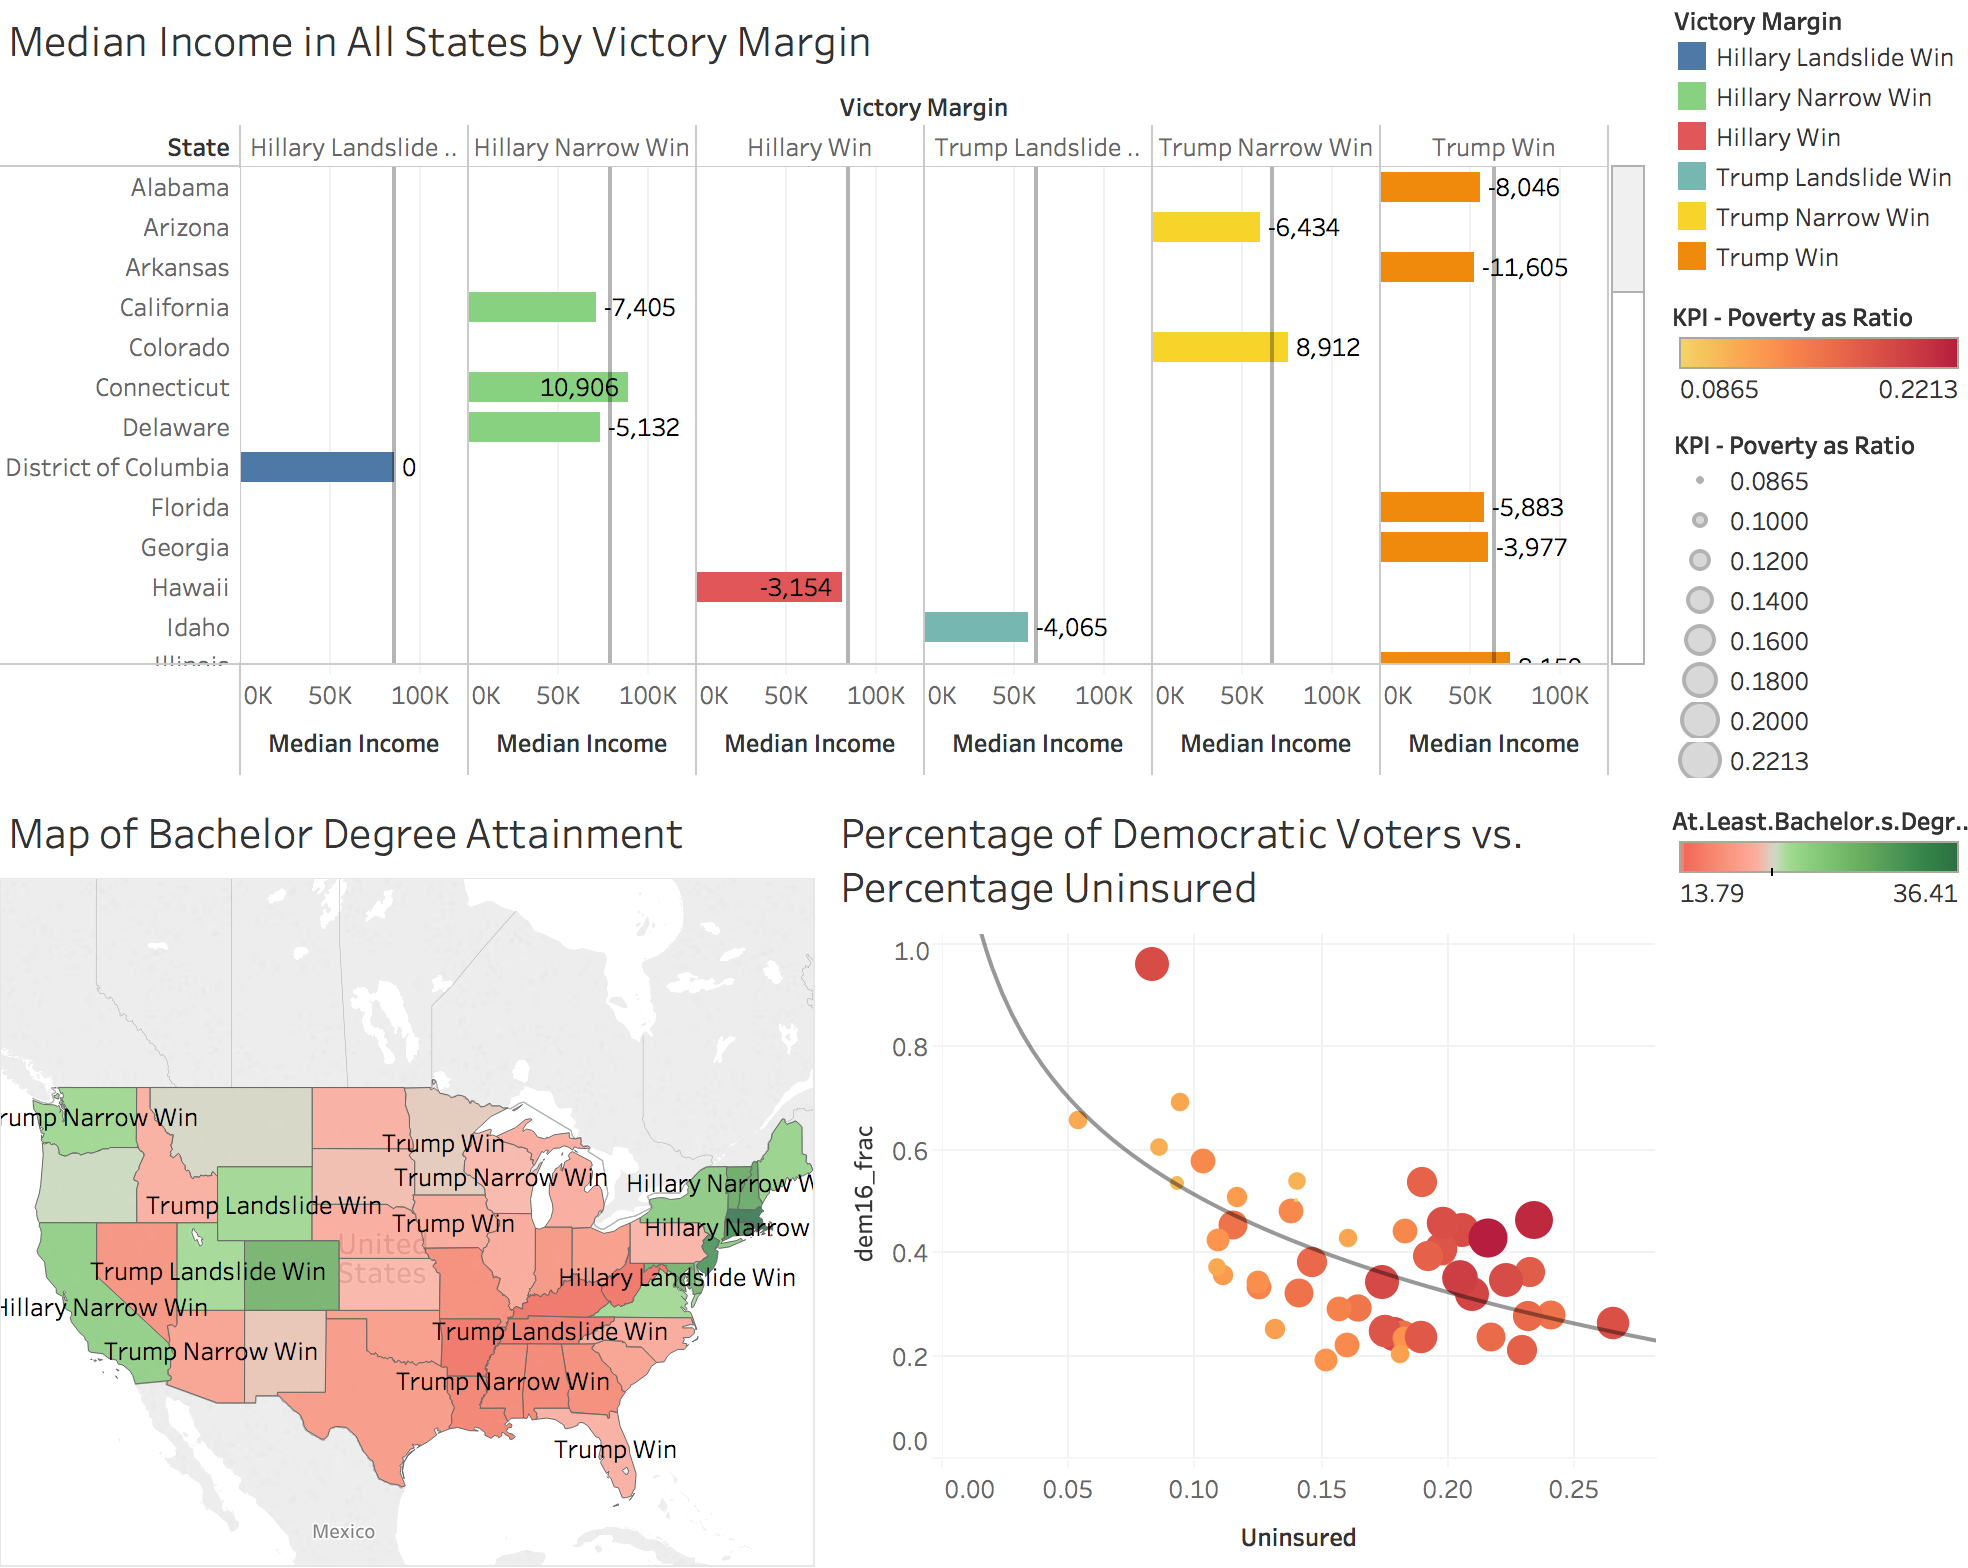 Median Income in All States by Victory Margin
Victory Margin
State
Hillary Landslide ..
Hillary Narrow Win
Hillary Win
Trump Landslide ..
Trump Narrow Win
Trump Win
Alabama
-8,046
Arizona
-6,434
Arkansas
-11,605
California
-7,405
Colorado
8,912
Connecticut
10,906
Delaware
-5,132
District of Columbia
0
Florida
-5,883
Georgia
-3,977
Hawaii
-3,154
Idaho
-4,065
Illinois
0K 50K 100K
0K 50K 100K
0K 50K 100K
0K 50K 100K
0K 50K 100K
0K 50K 100K
Median Income
Median Income
Median Income
Median Income
Median Income
Median Income
Victory Margin
Hillary Landslide Win
Hillary Narrow Win
Hillary Win
Trump Landslide Win
Trump Narrow Win
Trump Win
KPI - Poverty as Ratio
0.0865 0.2213
KPI - Poverty as Ratio
0.0865
0.1000
0.1200
0.1400
0.1600
0.1800
0.2000
0.2213
At.Least.Bachelor.s.Degr..
13.79 36.41
Map of Bachelor Degree Attainment
rump Narrow Win
Trump Win
Trump Narrow Win
Hillary Narrow W
Trump Landslide Win
Trump Win
Hillary Narrow
United
States
Trump Landslide Win
Hillary Landslide Win
Hillary Narrow Win
Trump Landslide Win
Trump Narrow Win
Trump Narrow Win
Trump Win
Mexico
Percentage of Democratic Voters vs.
Percentage Uninsured
dem16_frac
1.0
0.8
0.6
0.4
0.2
0.0
0.00 0.05 0.10 0.15 0.20 0.25
Uninsured